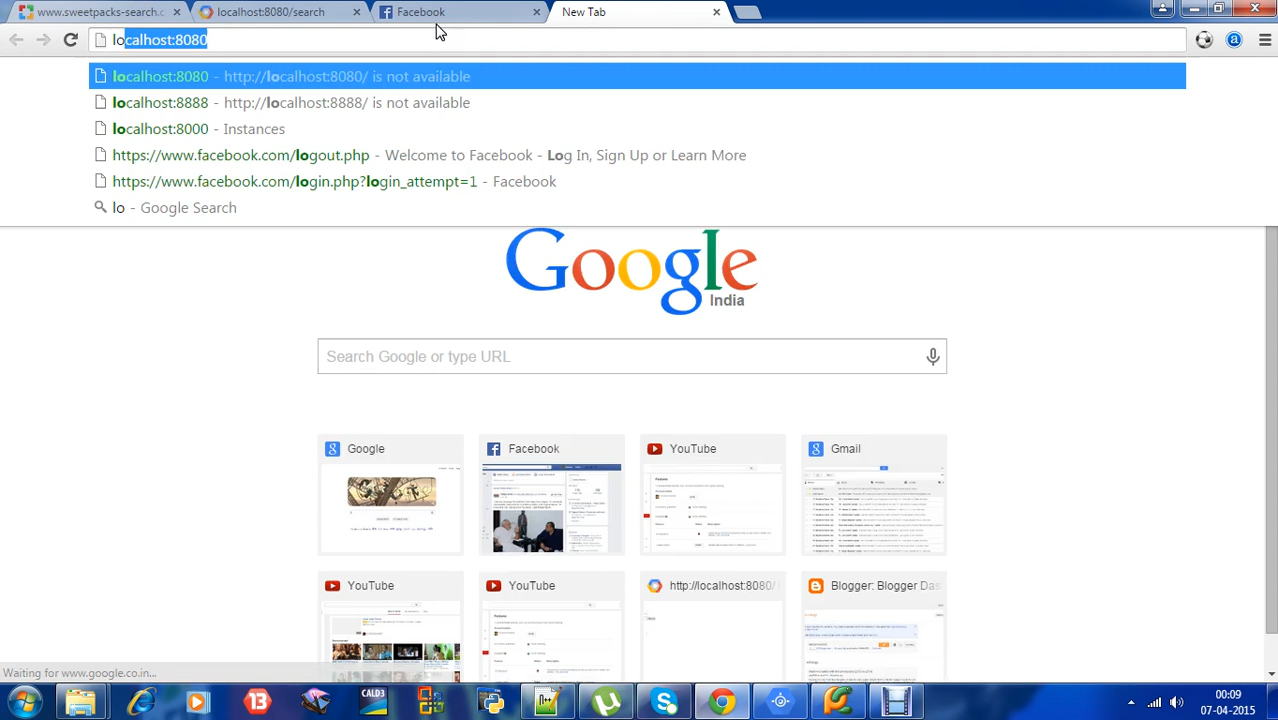 www.sweetpacks-search.c
localhost:8080/search
Facebook
New Tab
localhost:8080
localhost:8080 - http://localhost:8080/ is not available
localhost:8888 - http://localhost:8888/ is not available
localhost:8000 - Instances
https://www.facebook.com/logout.php - Welcome to Facebook - Log In, Sign Up or Learn More
https://www.facebook.com/login.php?login_attempt=1 - Facebook
lo - Google Search
Google
India
Search Google or type URL
Google
Facebook
YouTube
Gmail
YouTube
YouTube
http://localhost:8080/
Blogger: Blogger Das
Waiting for www.google.co.in...
CALD3
00:09
07-04-2015